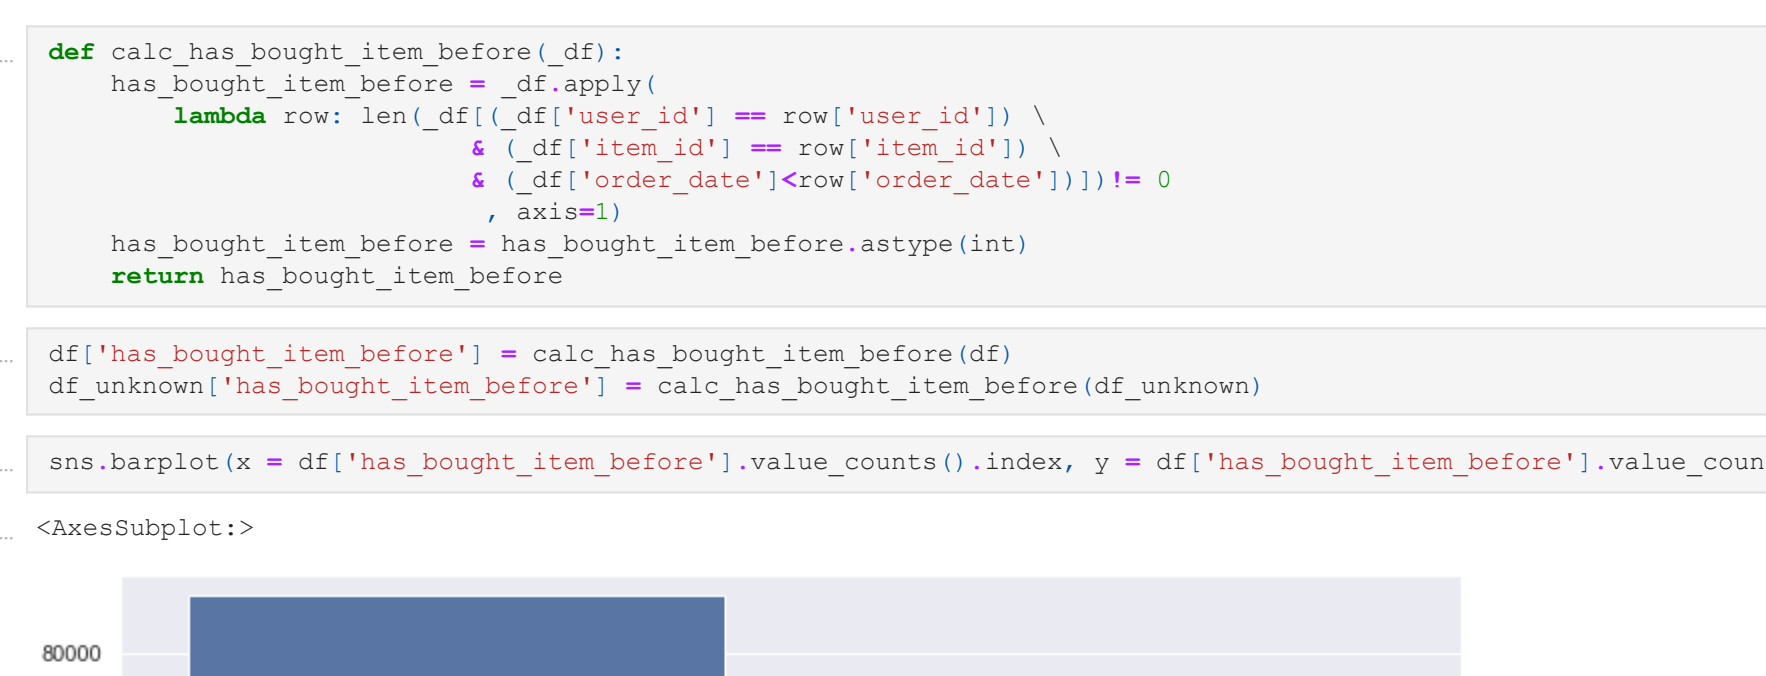 def calc_has_bought_item_before(_df):
    has_bought_item_before = _df.apply(
        lambda row: len(_df[(_df['user_id'] == row['user_id']) \
                           & (_df['item_id'] == row['item_id']) \
                           & (_df['order_date']<row['order_date'])])!= 0
                            , axis=1)
    has_bought_item_before = has_bought_item_before.astype(int)
    return has_bought_item_before
df['has_bought_item_before'] = calc_has_bought_item_before(df)
df_unknown['has_bought_item_before'] = calc_has_bought_item_before(df_unknown)
sns.barplot(x = df['has_bought_item_before'].value_counts().index, y = df['has_bought_item_before'].value_coun
<AxesSubplot:>
80000